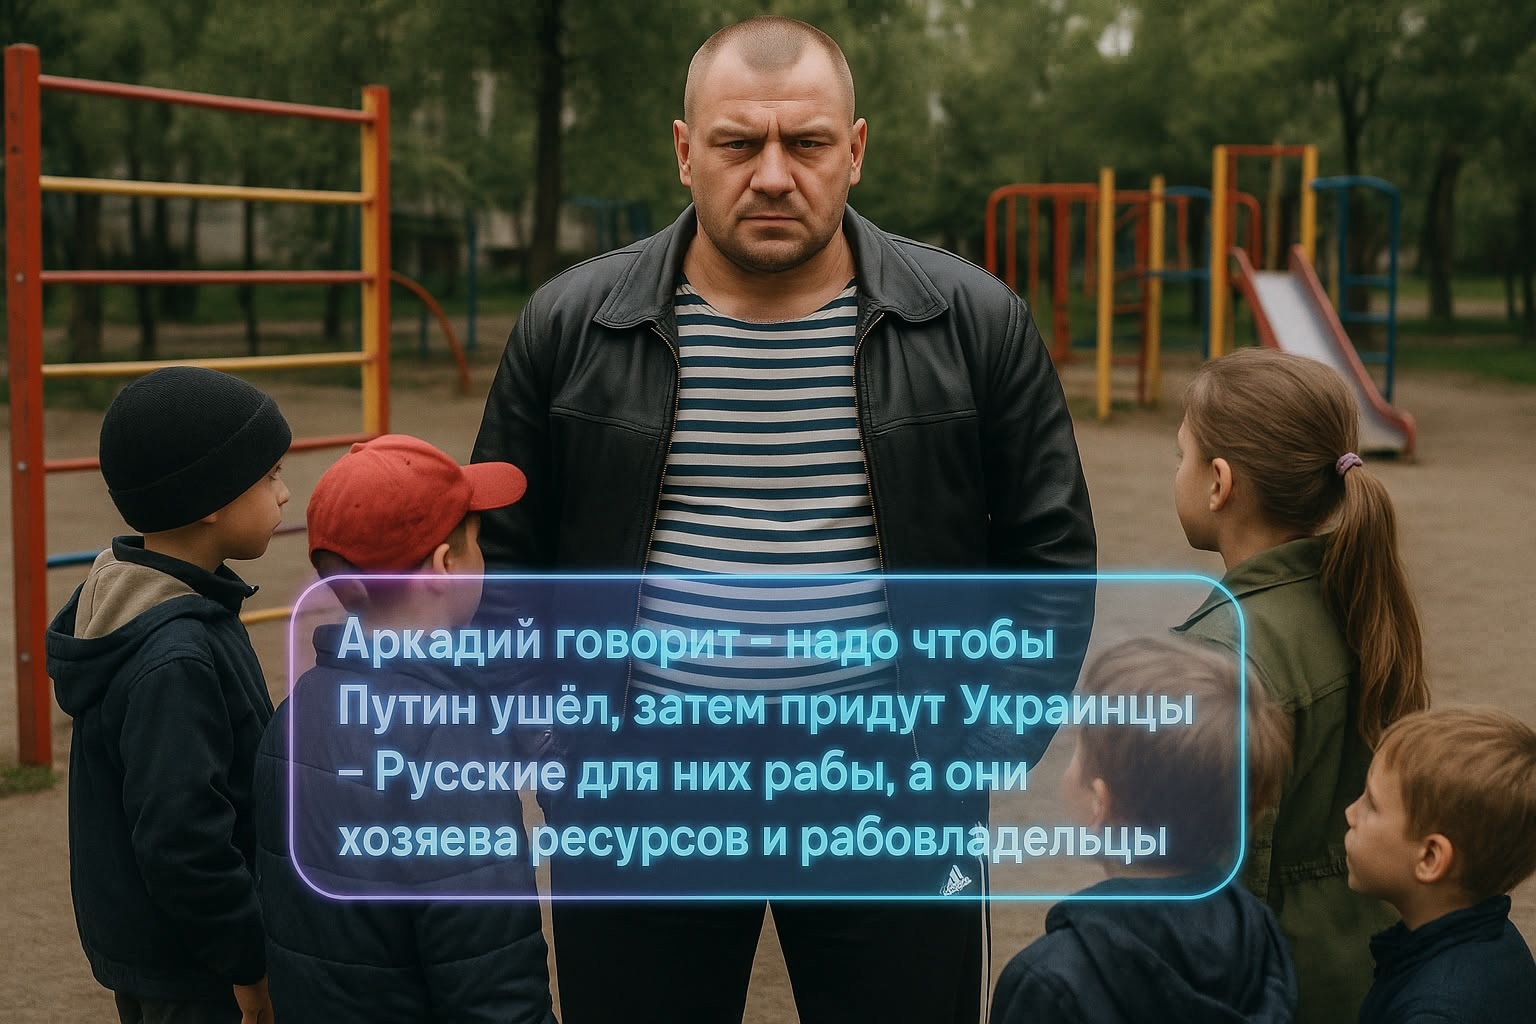 Аркадий говорит – надо чтобы
Путин ушёл, затем придут Украинцы
– Русские для них рабы, а они
хозяева ресурсов и рабовладельцы